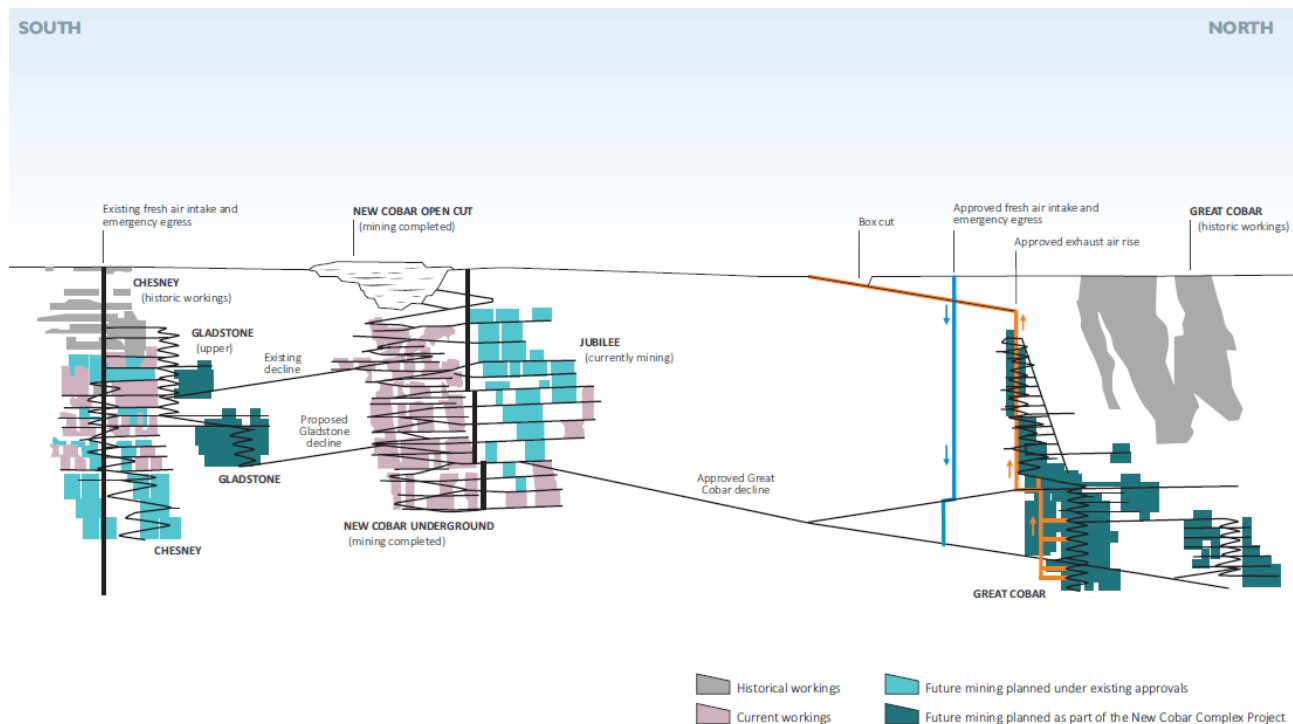 SOUTH
NORTH
Existing fresh air intake and
emergency egress
NEW COBAR OPEN CUT
(mining completed)
Box cut
Approved fresh air intake and
emergency egress
Approved exhaust air rise
GREAT COBAR
(historic workings)
CHESNEY
(historic workings)
GLADSTONE
(upper)
Existing
decline
JUBILEE
(currently mining)
Proposed
Gladstone
decline
GLADSTONE
Approved Great
Cobar decline
NEW COBAR UNDERGROUND
(mining completed)
CHESNEY
GREAT COBAR
Historical workings
Future mining planned under existing approvals
Current workings
Future mining planned as part of the New Cobar Complex Project